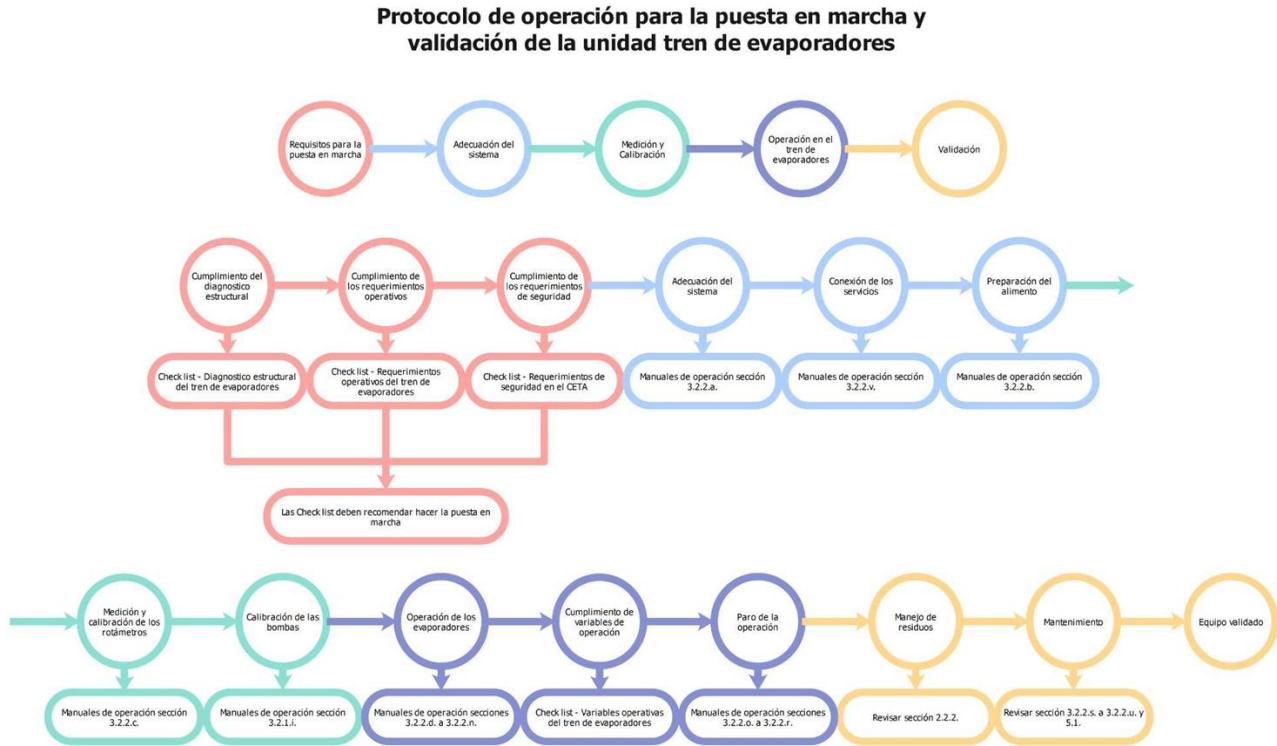 Protocolo de operación para la puesta en marcha y
validación de la unidad tren de evaporadores
Requisitos para la
puesta en marcha
Adecuación del
sistema
Medición y
Calibración
Operación en el
tren de
evaporadores
Validación
Cumplimiento del
diagnostico
estructural
Cumplimiento de
los requerimientos
operativos
Cumplimiento de
los requerimientos
de seguridad
Adecuación del
sistema
Conexión de los
servicios
Preparación del
alimento
Check list - Diagnostico estructural
del tren de evaporadores
Check list - Requerimientos
operativos del tren de
evaporadores
Check list - Requerimientos de
seguridad en el CETA
Manuales de operación sección
3.2.2.a.
Manuales de operación sección
3.2.2.v.
Manuales de operación sección
3.2.2.b.
Las Check list deben recomendar hacer la puesta en
marcha
Medición y
calibración de los
rotámetros
Calibración de las
bombas
Operación de los
evaporadores
Cumplimiento de
variables de
operación
Paro de la
operación
Manejo de
residuos
Mantenimiento
Equipo validado
Manuales de operación sección
3.2.2.c.
Manuales de operación sección
3.2.1.i.
Manuales de operación secciones
3.2.2.d. a 3.2.2.n.
Check list - Variables operativas
del tren de evaporadores
Manuales de operación secciones
3.2.2.o. a 3.2.2.r.
Revisar sección 2.2.2.
Revisar sección 3.2.2.s. a 3.2.2.u. y
5.1.